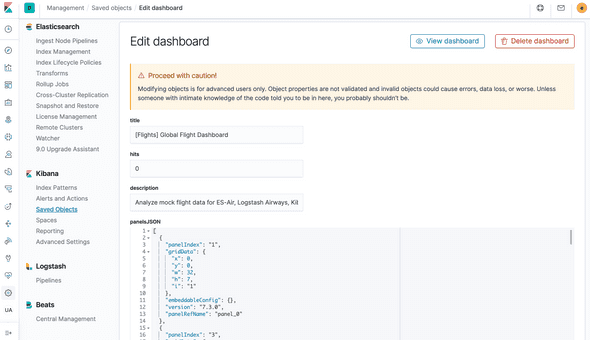 D
Management / Saved objects / Edit dashboard
e
Elasticsearch
Ingest Node Pipelines
Index Management
Index Lifecycle Policies
Transforms
Rollup Jobs
Cross-Cluster Replication
Snapshot and Restore
License Management
Remote Clusters
Watcher
9.0 Upgrade Assistant
Kibana
Index Patterns
Alerts and Actions
Saved Objects
Spaces
Reporting
Advanced Settings
Logstash
Pipelines
Beats
Central Management
UA
Edit dashboard
View dashboard
Delete dashboard
Proceed with caution!
Modifying objects is for advanced users only. Object properties are not validated and invalid objects could cause errors, data loss, or worse. Unless
someone with intimate knowledge of the code told you to be in here, you probably shouldn't be.
title
[Flights] Global Flight Dashboard
hits
0
description
Analyze mock flight data for ES-Air, Logstash Airways, Kib
panelsJSON
1 [
2 {
3 "panelIndex": "1",
4 "gridData": {
5 "x": 0,
6 "y": 0,
7 "w": 32,
8 "h": 7,
9 "i": "1"
10 },
11 "embeddableConfig": {},
12 "version": "7.3.0",
13 "panelRefName": "panel_0"
14 },
15 {
16 "panelIndex": "3",